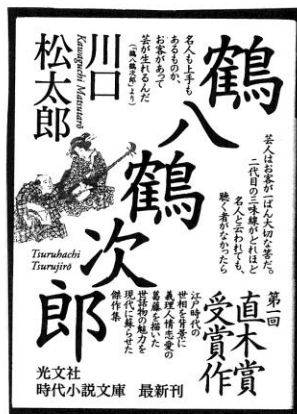 鶴八鶴次郎
芸人はお客が一ばん大切な筈だ。
二代目の三味線がどれほど
名人と云われても、
聴く者がなかったら
名人も上手も
あるものか、
お客があって
芸が生れるんだ
(「鶴八鶴次郎」より)
川口
松太郎
Kawaguchi Matsutarō
Tsuruhachi
Tsurujirō
第一回
直木賞
受賞作
江戸時代の
世相を背景に
義理人情恋愛の
葛藤を描いた
世話物の魅力を
現代に蘇らせた
傑作集
光文社
時代小説文庫 最新刊